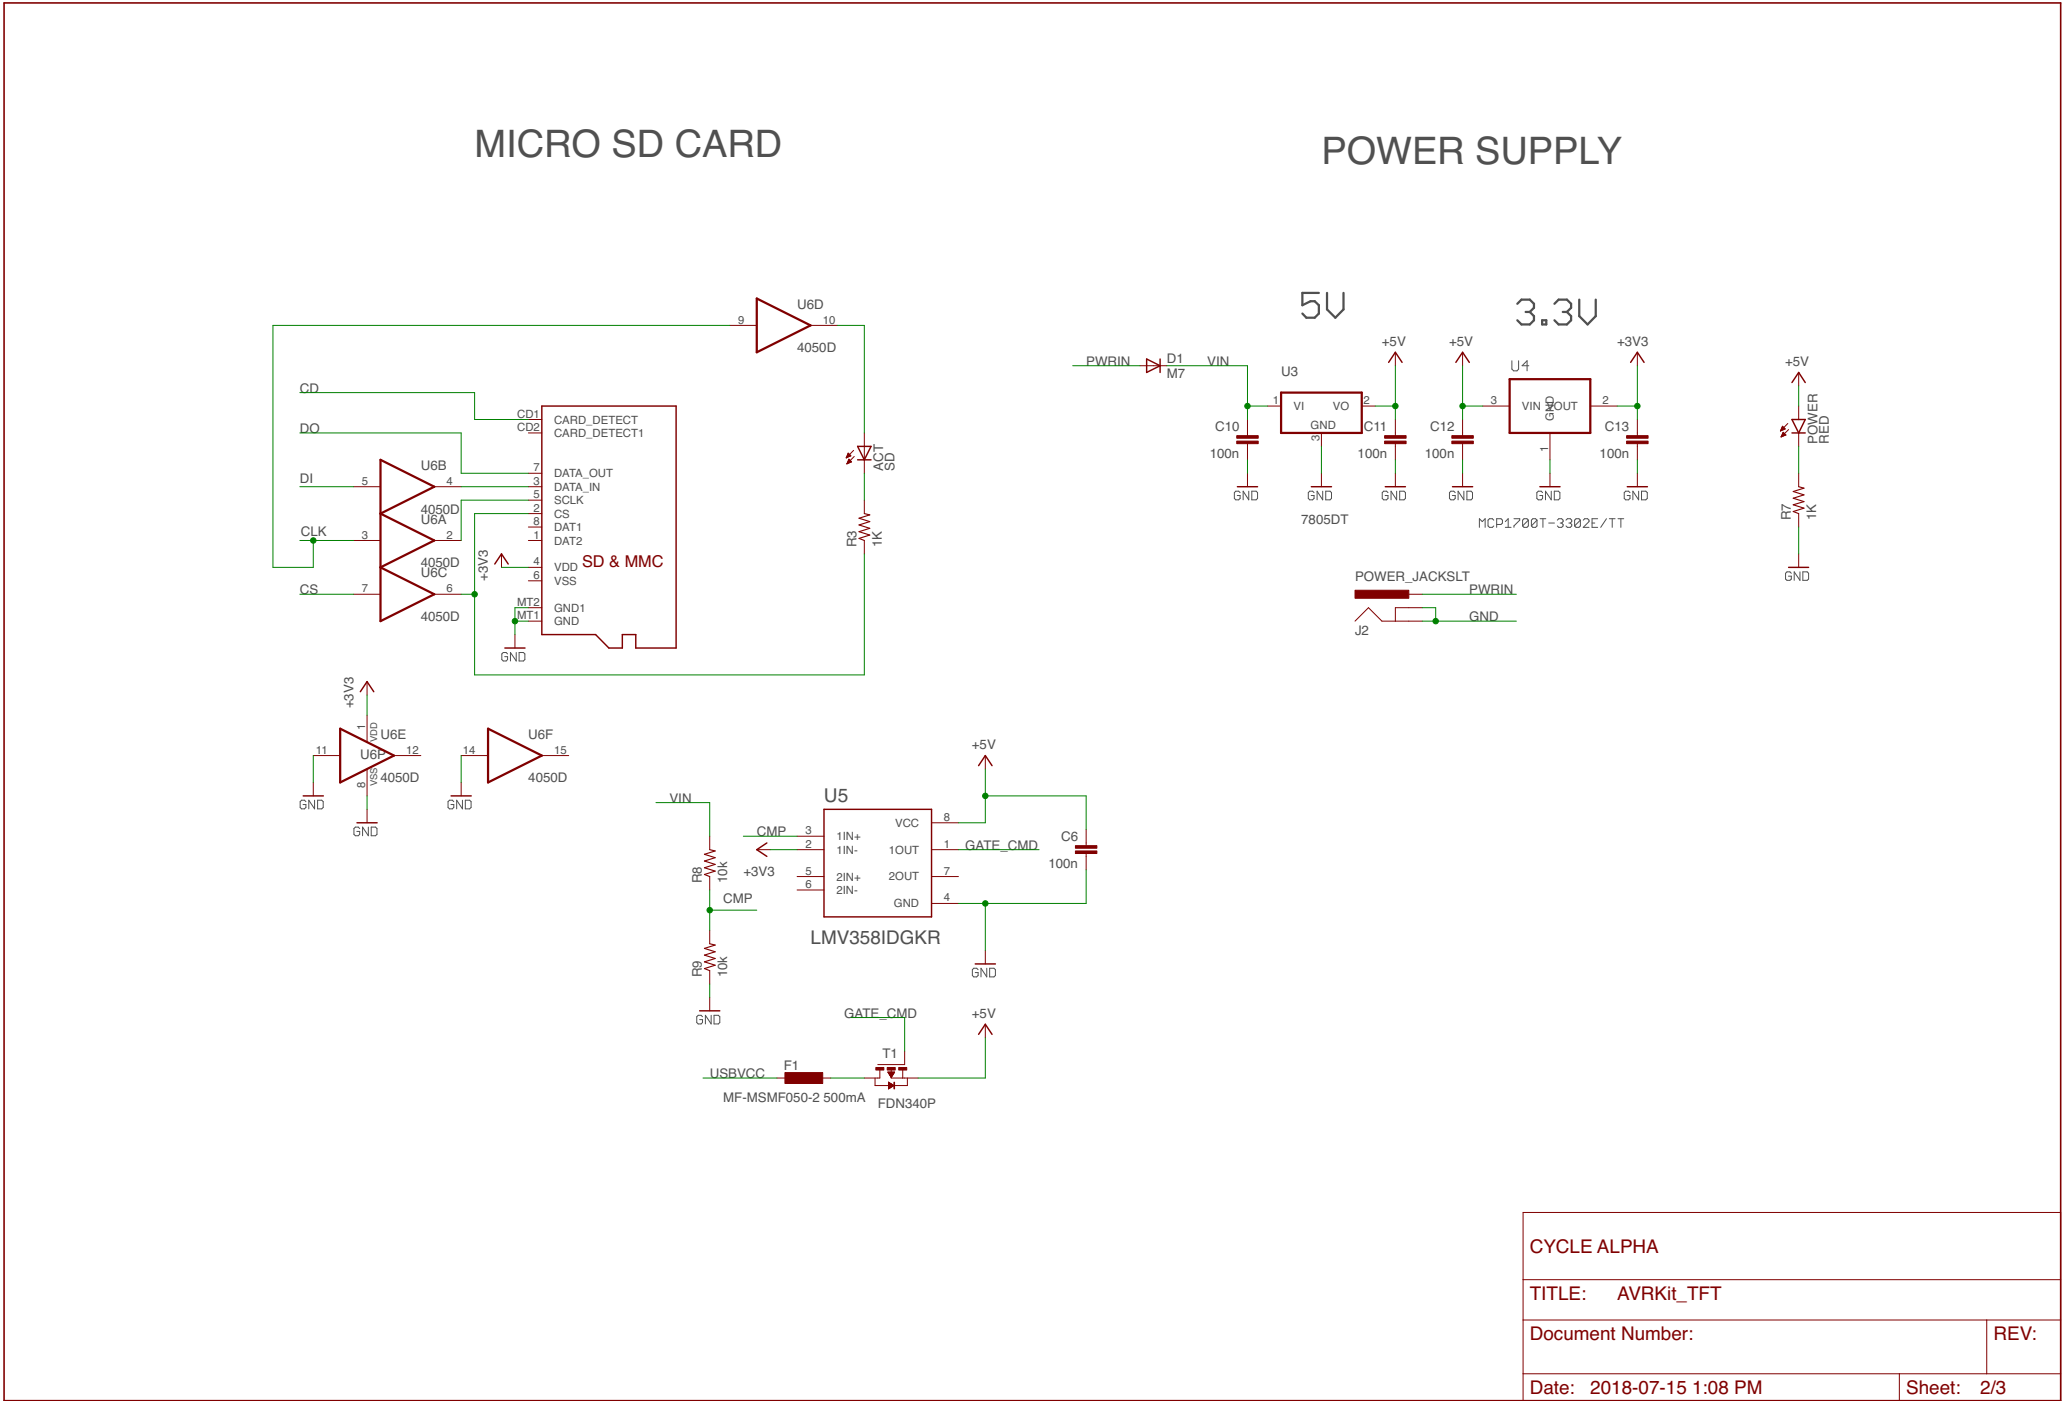 MICRO SD CARD
POWER SUPPLY
U6D
9
10
4050D
CD
DO
DI
CLK
CS
U6B
5
4
4050D
U6A
3
2
4050D
U6C
7
6
4050D
CD1
CD2
7
3
5
2
8
1
4
6
MT2
MT1
CARD_DETECT
CARD_DETECT1
DATA_OUT
DATA_IN
SCLK
CS
DAT1
DAT2
VDD
VSS
GND1
GND
SD & MMC
+3V3
GND
ACT
SD
R3
1K
+3V3
1
VDD
U6E
11
U6P
12
4050D
8
VSS
GND
GND
U6F
14
15
4050D
GND
5V
3.3V
PWRIN
D1
M7
VIN
U3
1
VI
VO
2
GND
3
+5V
C10
100n
C11
100n
GND
GND
GND
7805DT
+5V
U4
3
VIN
VOUT
GND
2
1
+3V3
C12
100n
C13
100n
GND
GND
GND
MCP1700T-3302E/TT
+5V
POWER
RED
R7
1K
GND
POWER_JACKSLT
PWRIN
GND
J2
VIN
R8
10k
CMP
R9
10k
GND
U5
CMP
+3V3
3
2
5
6
1IN+
1IN-
2IN+
2IN-
VCC
1OUT
2OUT
GND
8
1
7
4
GATE_CMD
+5V
C6
100n
GND
LMV358IDGKR
GATE_CMD
+5V
USBVCC
F1
T1
MF-MSMF050-2 500mA
FDN340P
CYCLE ALPHA
TITLE: AVRKit_TFT
Document Number:
REV:
Date: 2018-07-15 1:08 PM
Sheet: 2/3